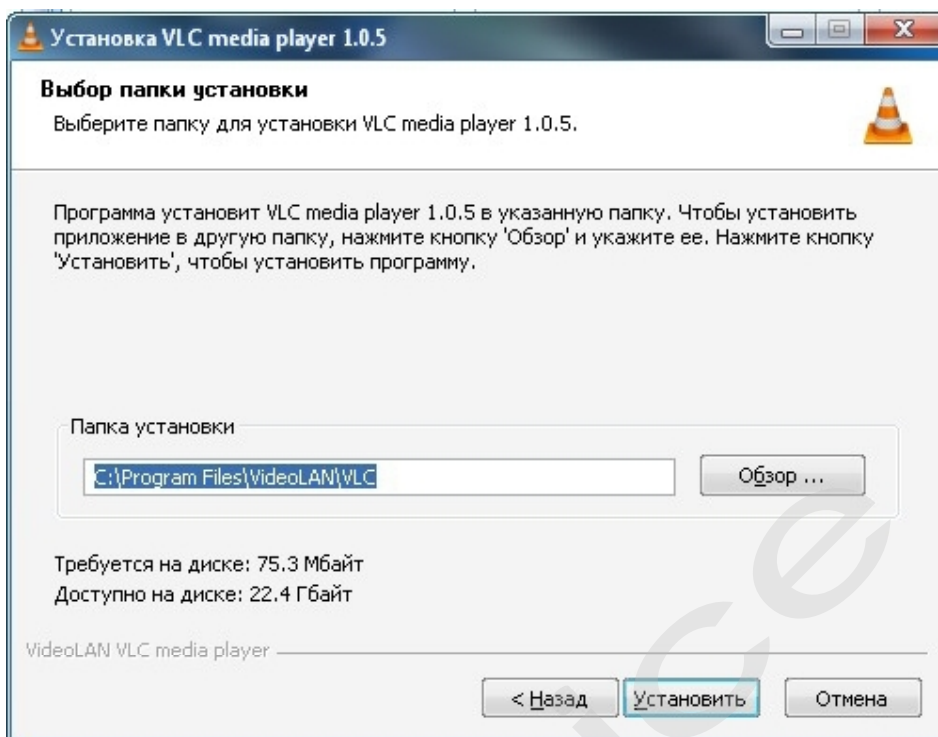 Установка VLC media player 1.0.5
Выбор папки установки
Выберите папку для установки VLC media player 1.0.5.
Программа установит VLC media player 1.0.5 в указанную папку. Чтобы установить
приложение в другую папку, нажмите кнопку 'Обзор' и укажите ее. Нажмите кнопку
'Установить', чтобы установить программу.
Папка установки
C:\Program Files\VideoLAN\VLC
Обзор ...
Требуется на диске: 75.3 Мбайт
Доступно на диске: 22.4 Гбайт
VideoLAN VLC media player
< Назад
Установить
Отмена